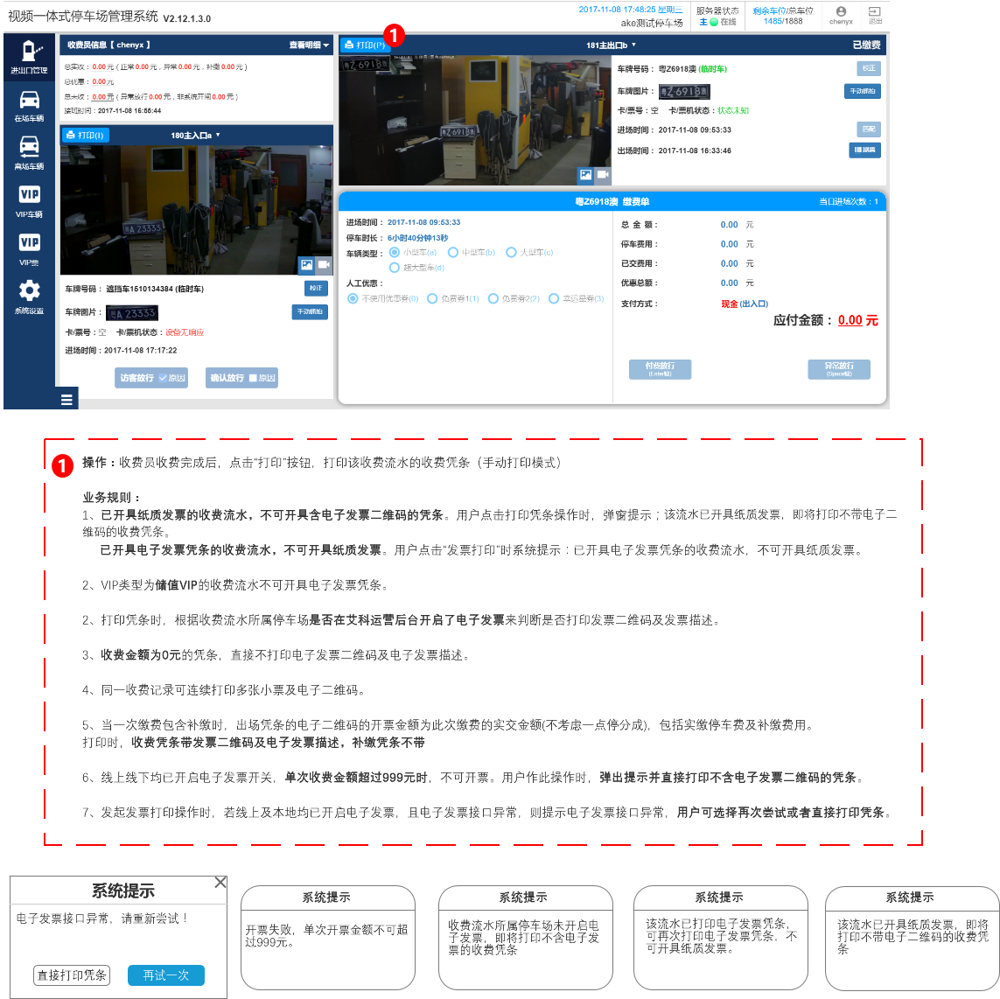 视频一体式停车场管理系统 V2.12.1.3.0
2017-11-08 17:48:25 星期三
ake测试停车场
服务器状态
主 在线
剩余车位/总车位
1485/1888
chenyx
退出
进出口管理
在场车辆
离场车辆
VIP
VIP车辆
VIP
VIP票
系统设置
收费员信息【 chenyx 】
查看明细
总实收： 0.00 元 ( 正常 0.00 元 , 异常 0.00 元 , 补缴 0.00 元 )
总优惠： 0.00 元
总未收： 0.00 元 ( 异常放行 0.00 元 , 非系统开闸 0.00 元 )
接班时间：2017-11-08 16:56:44
打印(I)
180主入口a
车牌号码： 遮挡车1510134384 (临时车)
校正
车牌图片：
粤A 23333
手动抓拍
卡/票号：空 卡/票机状态：设备无响应
进场时间：2017-11-08 17:17:22
访客放行 原因
确认放行 原因
打印(P)
1
181主出口b
已缴费
粤Z6918澳
车牌号码： 粤Z6918澳 (临时车)
校正
车牌图片：
粤Z·6918澳
手动抓拍
卡/票号：空 卡/票机状态：状态未知
进场时间： 2017-11-08 09:53:33
匹配
出场时间： 2017-11-08 16:33:46
粤Z6918澳 缴费单
当日进场次数：1
进场时间： 2017-11-08 09:53:33
停车时长： 6小时40分钟13秒
车辆类型： 小型车(a) 中型车(b) 大型车(c)
超大型车(d)
人工优惠：
不使用优惠券(0) 免费券1(1) 免费券2(2) 幸运星券(3)
总 金 额： 0.00 元
停车费用： 0.00 元
已交费用： 0.00 元
优惠总额： 0.00 元
支付方式： 现金 (出入口)
应付金额： 0.00 元
付费放行
(Enter键)
异常放行
(Space键)
1
操作：收费员收费完成后，点击“打印”按钮，打印该收费流水的收费凭条（手动打印模式）
业务规则：
1、已开具纸质发票的收费流水，不可开具含电子发票二维码的凭条。用户点击打印凭条操作时，弹窗提示；该流水已开具纸质发票，即将打印不带电子二
维码的收费凭条。
已开具电子发票凭条的收费流水，不可开具纸质发票。用户点击“发票打印”时系统提示：已开具电子发票凭条的收费流水，不可开具纸质发票。
2、VIP类型为储值VIP的收费流水不可开具电子发票凭条。
2、打印凭条时，根据收费流水所属停车场是否在艾科运营后台开启了电子发票来判断是否打印发票二维码及发票描述。
3、收费金额为0元的凭条，直接不打印电子发票二维码及电子发票描述。
4、同一收费记录可连续打印多张小票及电子二维码。
5、当一次缴费包含补缴时，出场凭条的电子二维码的开票金额为此次缴费的实交金额(不考虑一点停分成)，包括实缴停车费及补缴费用。
打印时，收费凭条带发票二维码及电子发票描述，补缴凭条不带
6、线上线下均已开启电子发票开关，单次收费金额超过999元时，不可开票。用户作此操作时，弹出提示并直接打印不含电子发票二维码的凭条。
7、发起发票打印操作时，若线上及本地均已开启电子发票，且电子发票接口异常，则提示电子发票接口异常，用户可选择再次尝试或者直接打印凭条。
系统提示
电子发票接口异常，请重新尝试！
直接打印凭条
再试一次
系统提示
开票失败，单次开票金额不可超
过999元。
系统提示
收费流水所属停车场未开启电
子发票，即将打印不含电子发
票的收费凭条
系统提示
该流水已打印电子发票凭条，
可再次打印电子发票凭条，不
可开具纸质发票。
系统提示
该流水已开具纸质发票，即将
打印不带电子二维码的收费凭
条